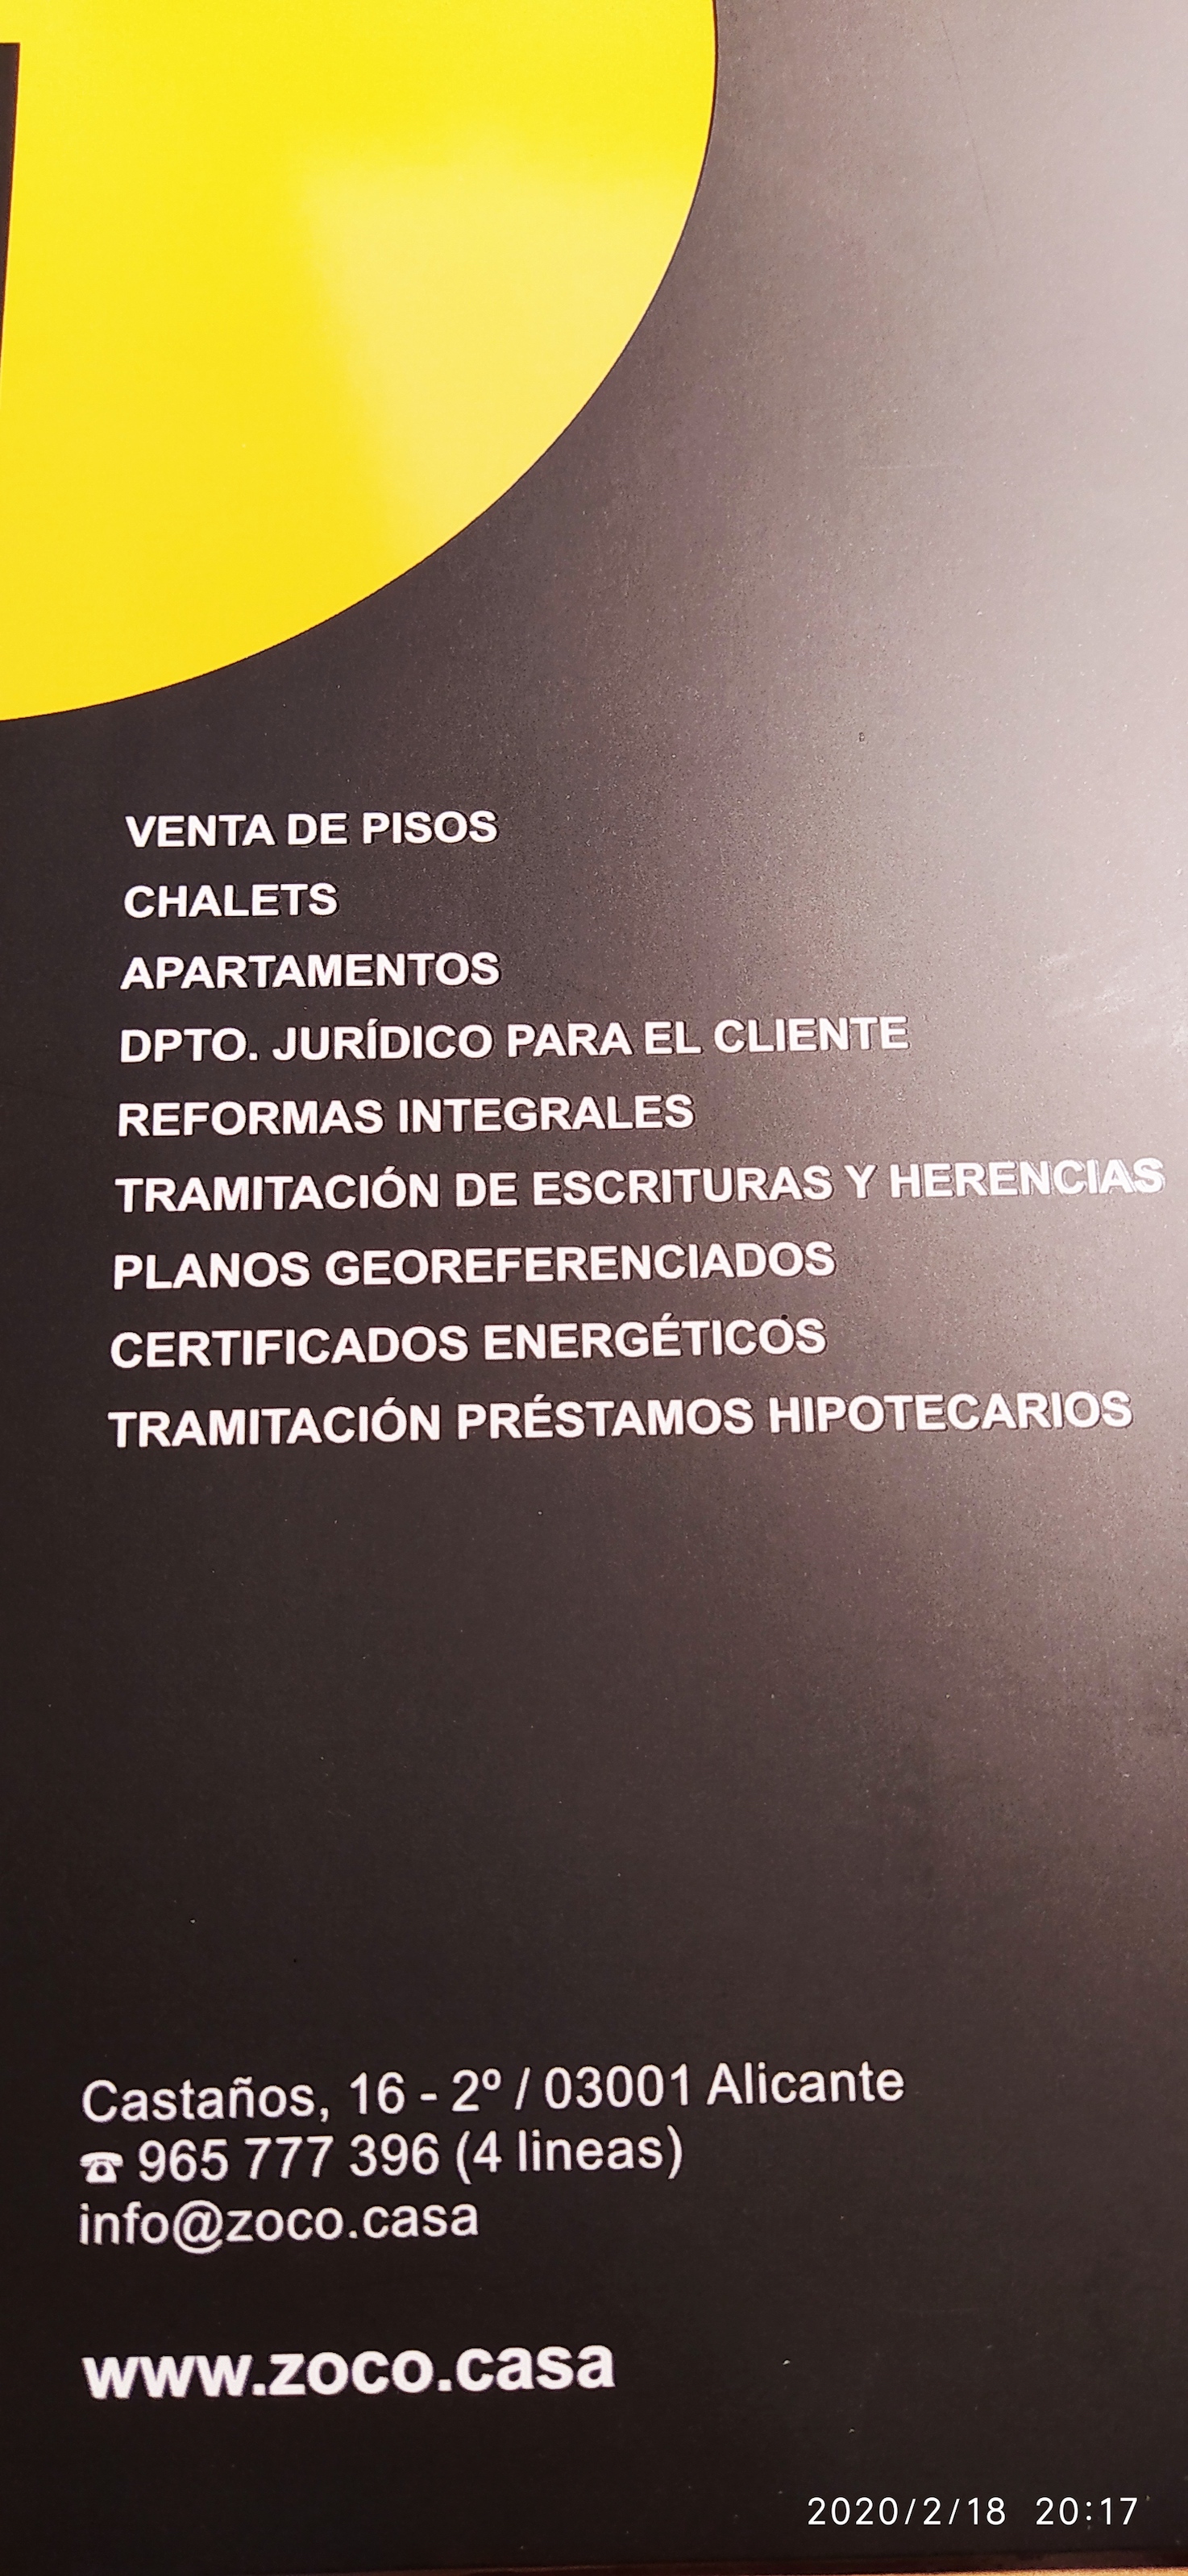 VENTA DE PISOS
CHALETS
APARTAMENTOS
DPTO. JURÍDICO PARA EL CLIENTE
REFORMAS INTEGRALES
TRAMITACIÓN DE ESCRITURAS Y HERENCIAS
PLANOS GEOREFERENCIADOS
CERTIFICADOS ENERGÉTICOS
TRAMITACIÓN PRÉSTAMOS HIPOTECARIOS
Castaños, 16 - 2º / 03001 Alicante
☎ 965 777 396 (4 lineas)
info@zoco.casa
www.zoco.casa
2020/2/18 20:17